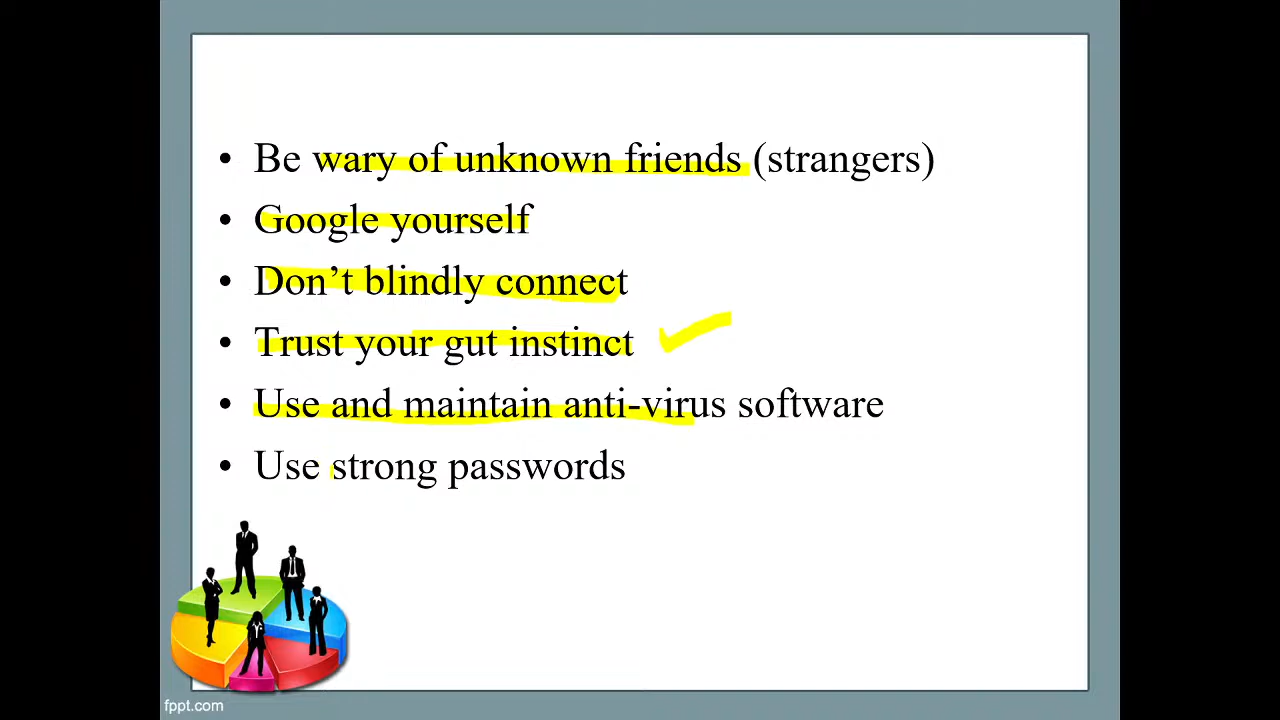 • Be wary of unknown friends (strangers)
• Google yourself
• Don’t blindly connect
• Trust your gut instinct
• Use and maintain anti-virus software
• Use strong passwords
fppt.com